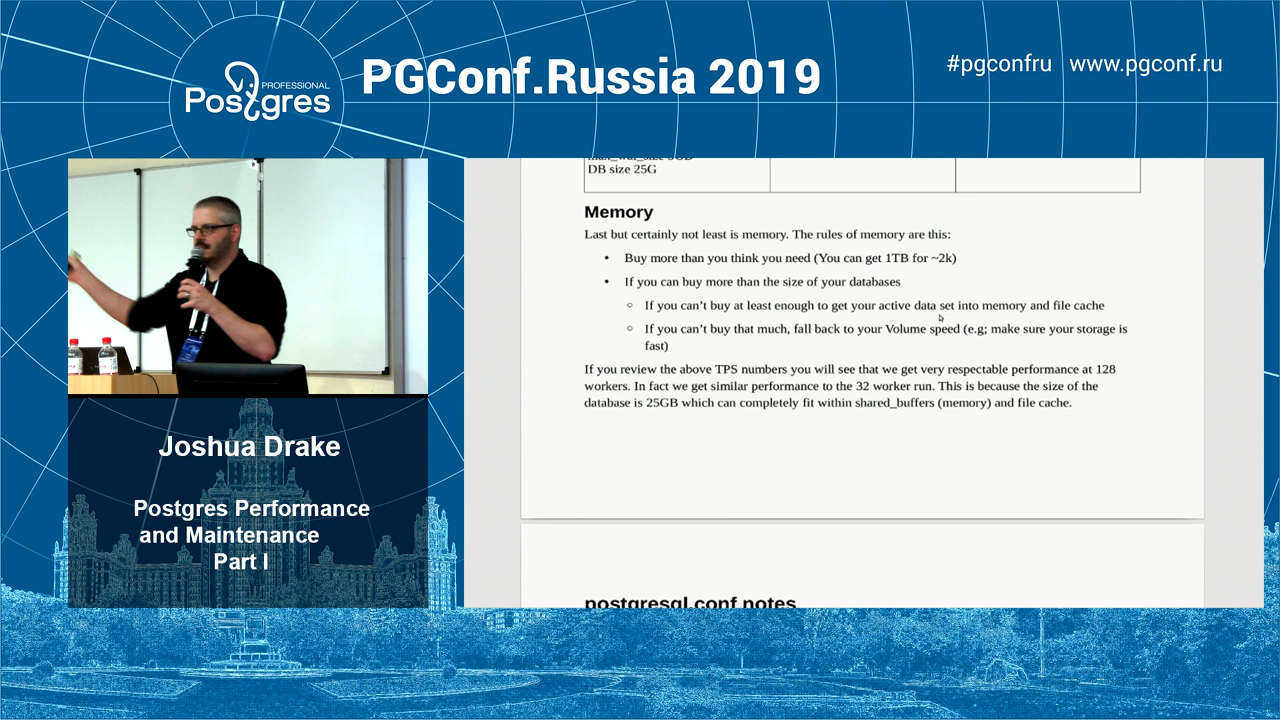 PROFESSIONAL
Postgres
PGConf.Russia 2019
#pgconfru www.pgconf.ru
DB size 25G
Memory
Last but certainly not least is memory. The rules of memory are this:
• Buy more than you think you need (You can get 1TB for ~2k)
• If you can buy more than the size of your databases
○ If you can't buy at least enough to get your active data set into memory and file cache
○ If you can't buy that much, fall back to your Volume speed (e.g; make sure your storage is
fast)
If you review the above TPS numbers you will see that we get very respectable performance at 128
workers. In fact we get similar performance to the 32 worker run. This is because the size of the
database is 25GB which can completely fit within shared_buffers (memory) and file cache.
postgresql.conf notes
Joshua Drake
Postgres Performance
and Maintenance
Part I